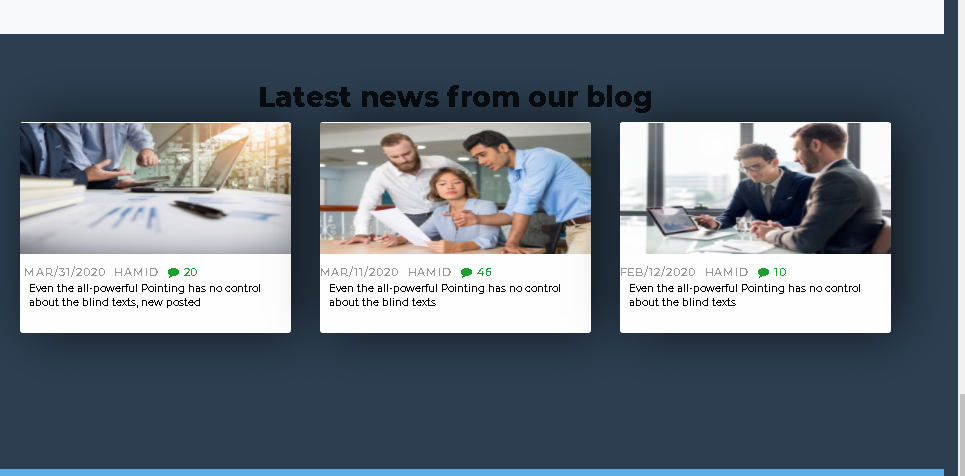 Latest news from our blog
MAR/31/2020 HAMID 20
Even the all-powerful Pointing has no control
about the blind texts, new posted
MAR/11/2020 HAMID 46
Even the all-powerful Pointing has no control
about the blind texts
FEB/12/2020 HAMID 10
Even the all-powerful Pointing has no control
about the blind texts